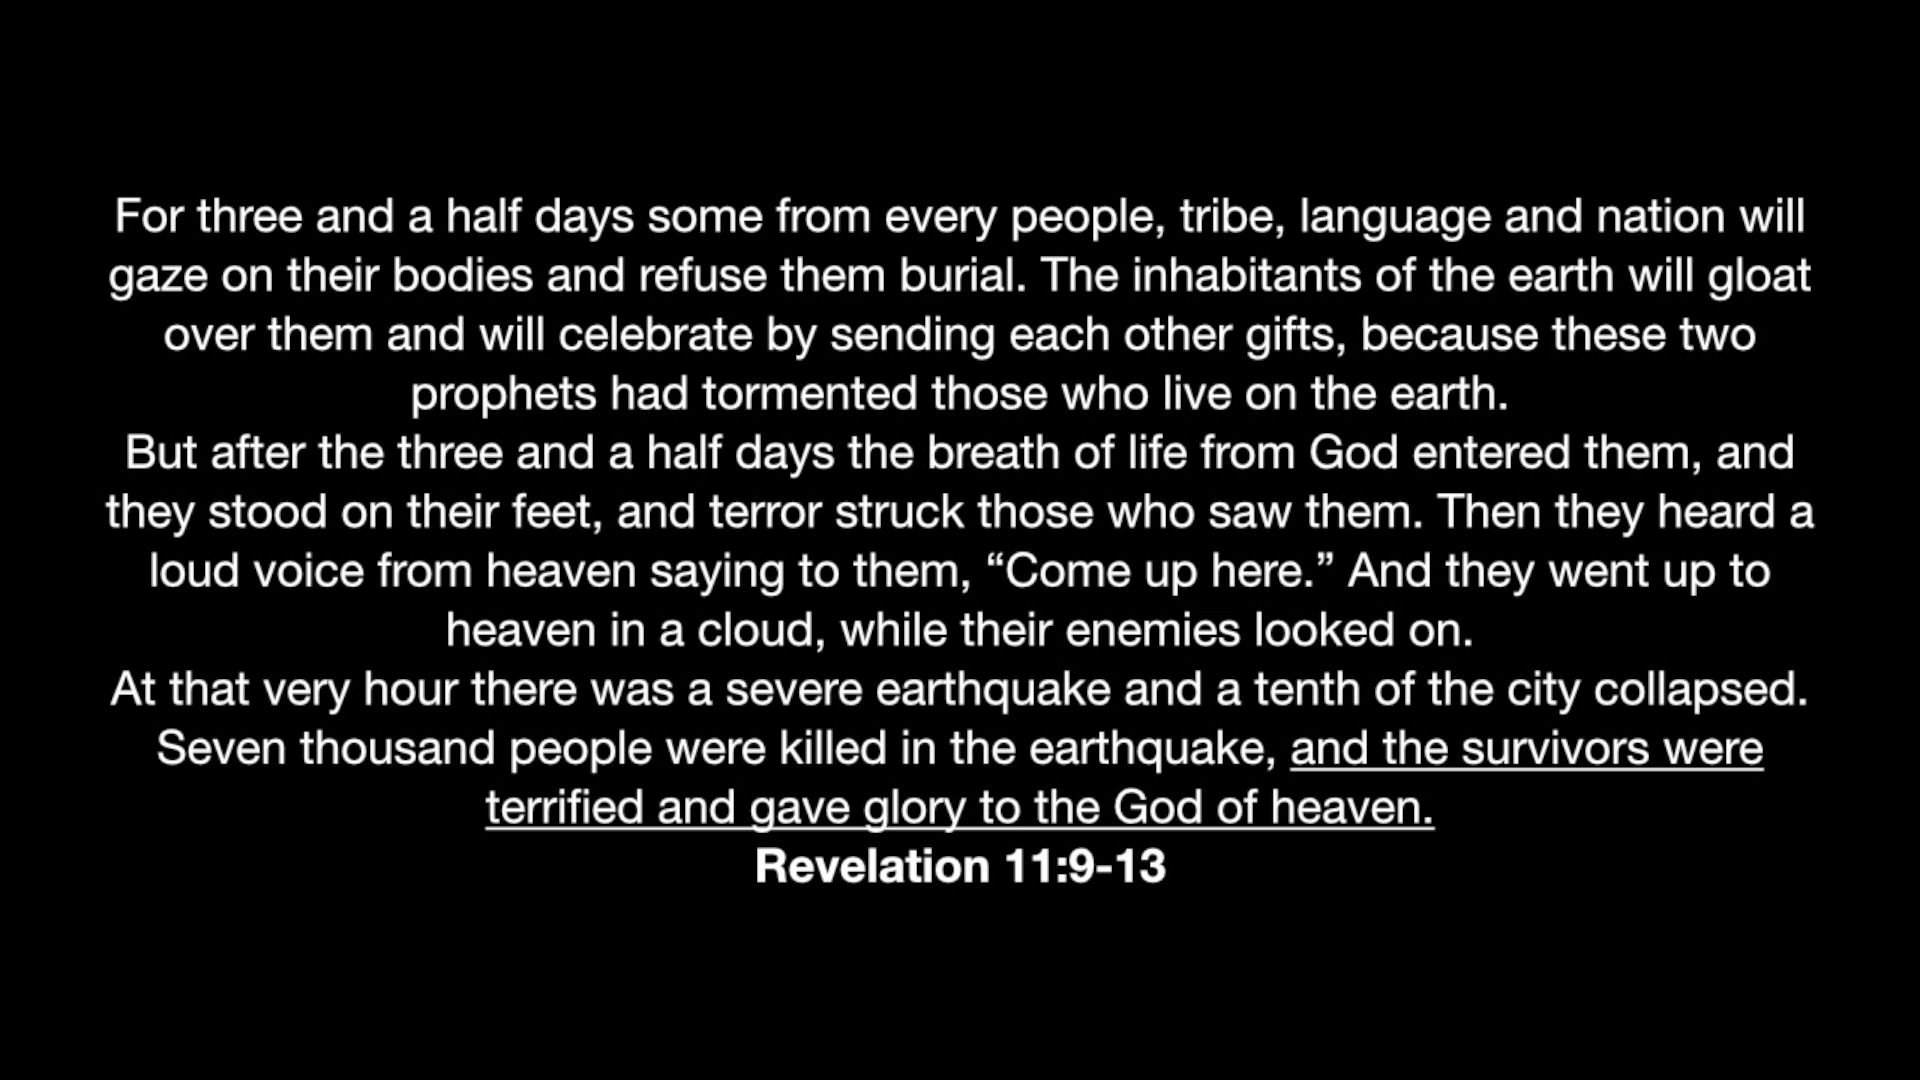 For three and a half days some from every people, tribe, language and nation will
gaze on their bodies and refuse them burial. The inhabitants of the earth will gloat
over them and will celebrate by sending each other gifts, because these two
prophets had tormented those who live on the earth.
But after the three and a half days the breath of life from God entered them, and
they stood on their feet, and terror struck those who saw them. Then they heard a
loud voice from heaven saying to them, “Come up here.” And they went up to
heaven in a cloud, while their enemies looked on.
At that very hour there was a severe earthquake and a tenth of the city collapsed.
Seven thousand people were killed in the earthquake, and the survivors were
terrified and gave glory to the God of heaven.
Revelation 11:9-13